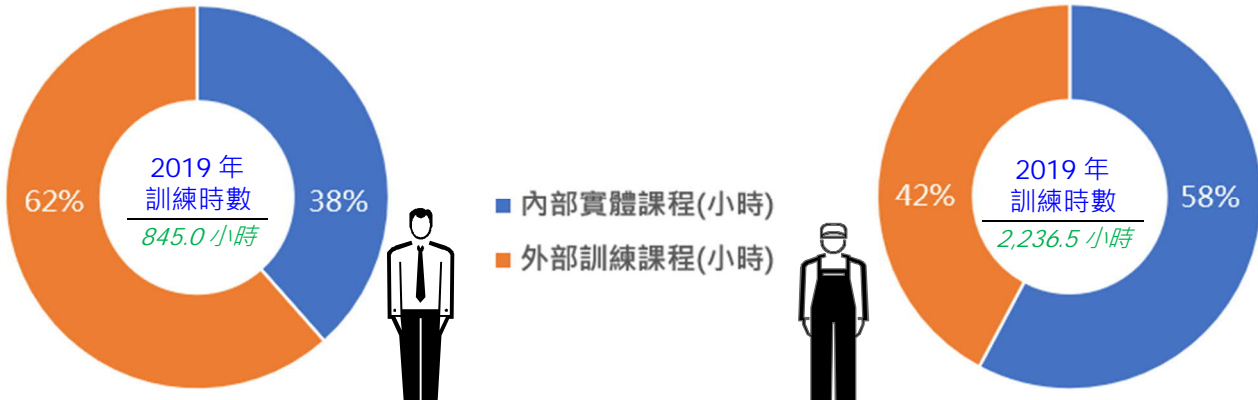 62%
2019 年
訓練時數
845.0 小時
38%
內部實體課程(小時)
外部訓練課程(小時)
42%
2019 年
訓練時數
2,236.5 小時
58%